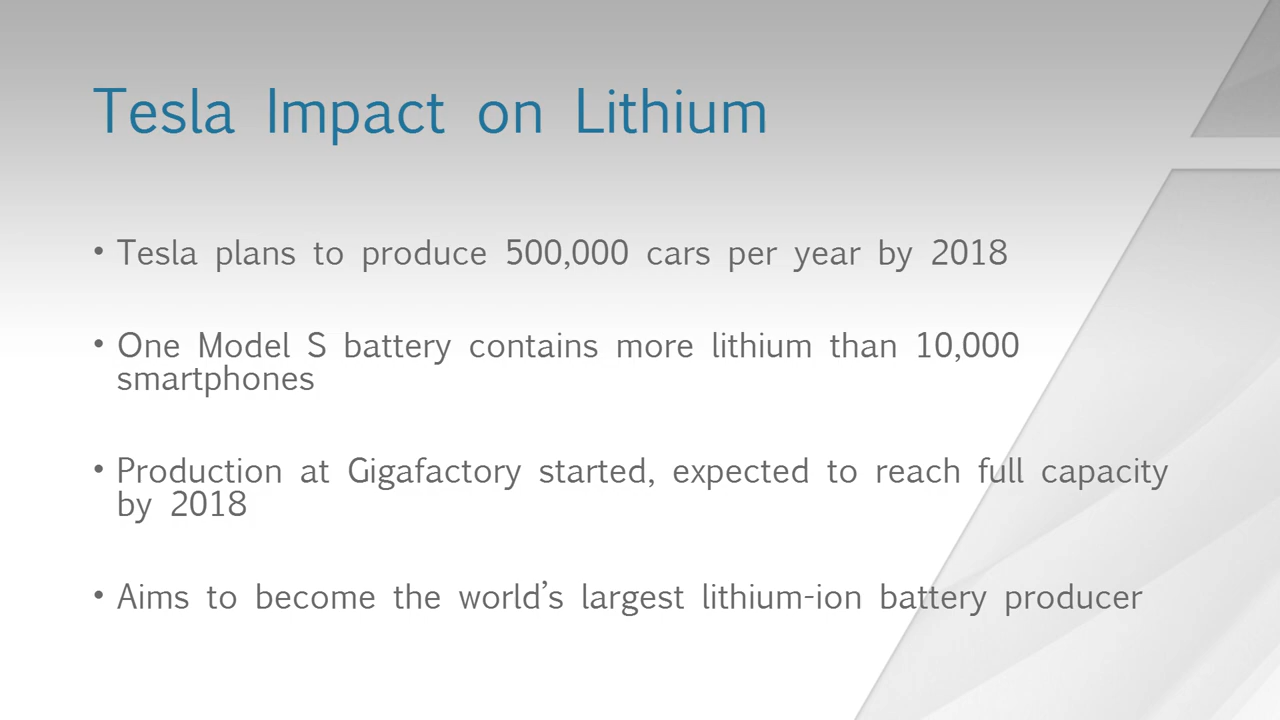 Tesla Impact on Lithium
• Tesla plans to produce 500,000 cars per year by 2018
• One Model S battery contains more lithium than 10,000
smartphones
• Production at Gigafactory started, expected to reach full capacity
by 2018
• Aims to become the world’s largest lithium-ion battery producer